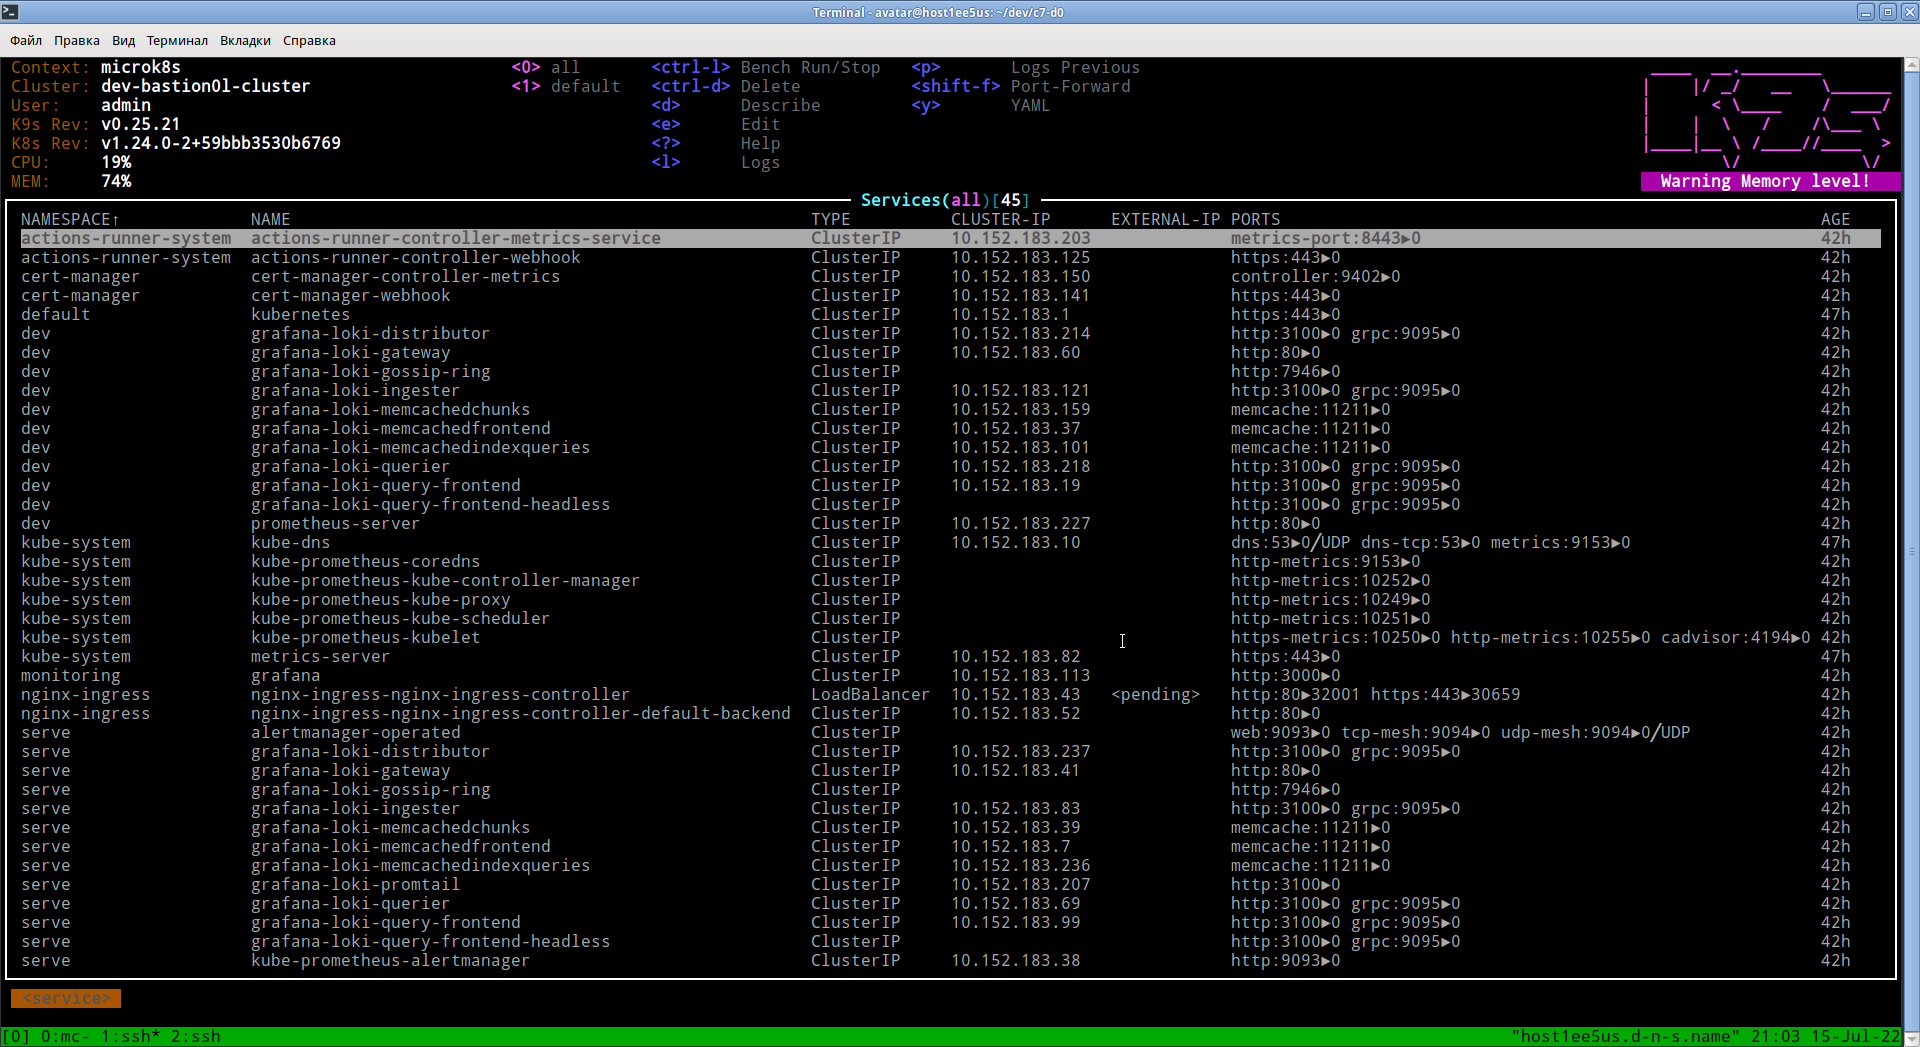 Terminal - avatar@host1ee5us: ~/dev/c7-d0
Файл Правка Вид Терминал Вкладки Справка
Context: microk8s <0> all <ctrl-l> Bench Run/Stop <p> Logs Previous
Cluster: dev-bastion0l-cluster <1> default <ctrl-d> Delete <shift-f> Port-Forward
User: admin <d> Describe <y> YAML
K9s Rev: v0.25.21 <e> Edit
K8s Rev: v1.24.0-2+59bbb3530b6769 <?> Help
CPU: 19% <l> Logs
MEM: 74%
K9s
Warning Memory level!
Services(all)[45]
NAMESPACE↑ NAME TYPE CLUSTER-IP EXTERNAL-IP PORTS AGE
actions-runner-system actions-runner-controller-metrics-service ClusterIP 10.152.183.203 metrics-port:8443►0 42h
actions-runner-system actions-runner-controller-webhook ClusterIP 10.152.183.125 https:443►0 42h
cert-manager cert-manager-controller-metrics ClusterIP 10.152.183.150 controller:9402►0 42h
cert-manager cert-manager-webhook ClusterIP 10.152.183.141 https:443►0 42h
default kubernetes ClusterIP 10.152.183.1 https:443►0 47h
dev grafana-loki-distributor ClusterIP 10.152.183.214 http:3100►0 grpc:9095►0 42h
dev grafana-loki-gateway ClusterIP 10.152.183.60 http:80►0 42h
dev grafana-loki-gossip-ring ClusterIP http:7946►0 42h
dev grafana-loki-ingester ClusterIP 10.152.183.121 http:3100►0 grpc:9095►0 42h
dev grafana-loki-memcachedchunks ClusterIP 10.152.183.159 memcache:11211►0 42h
dev grafana-loki-memcachedfrontend ClusterIP 10.152.183.37 memcache:11211►0 42h
dev grafana-loki-memcachedindexqueries ClusterIP 10.152.183.101 memcache:11211►0 42h
dev grafana-loki-querier ClusterIP 10.152.183.218 http:3100►0 grpc:9095►0 42h
dev grafana-loki-query-frontend ClusterIP 10.152.183.19 http:3100►0 grpc:9095►0 42h
dev grafana-loki-query-frontend-headless ClusterIP http:3100►0 grpc:9095►0 42h
dev prometheus-server ClusterIP 10.152.183.227 http:80►0 42h
kube-system kube-dns ClusterIP 10.152.183.10 dns:53►0/UDP dns-tcp:53►0 metrics:9153►0 47h
kube-system kube-prometheus-coredns ClusterIP http-metrics:9153►0 42h
kube-system kube-prometheus-kube-controller-manager ClusterIP http-metrics:10252►0 42h
kube-system kube-prometheus-kube-proxy ClusterIP http-metrics:10249►0 42h
kube-system kube-prometheus-kube-scheduler ClusterIP http-metrics:10251►0 42h
kube-system kube-prometheus-kubelet ClusterIP https-metrics:10250►0 http-metrics:10255►0 cadvisor:4194►0 42h
kube-system metrics-server ClusterIP 10.152.183.82 https:443►0 47h
monitoring grafana ClusterIP 10.152.183.113 http:3000►0 42h
nginx-ingress nginx-ingress-nginx-ingress-controller LoadBalancer 10.152.183.43 <pending> http:80►32001 https:443►30659 42h
nginx-ingress nginx-ingress-nginx-ingress-controller-default-backend ClusterIP 10.152.183.52 http:80►0 42h
serve alertmanager-operated ClusterIP web:9093►0 tcp-mesh:9094►0 udp-mesh:9094►0/UDP 42h
serve grafana-loki-distributor ClusterIP 10.152.183.237 http:3100►0 grpc:9095►0 42h
serve grafana-loki-gateway ClusterIP 10.152.183.41 http:80►0 42h
serve grafana-loki-gossip-ring ClusterIP http:7946►0 42h
serve grafana-loki-ingester ClusterIP 10.152.183.83 http:3100►0 grpc:9095►0 42h
serve grafana-loki-memcachedchunks ClusterIP 10.152.183.39 memcache:11211►0 42h
serve grafana-loki-memcachedfrontend ClusterIP 10.152.183.7 memcache:11211►0 42h
serve grafana-loki-memcachedindexqueries ClusterIP 10.152.183.236 memcache:11211►0 42h
serve grafana-loki-promtail ClusterIP 10.152.183.207 http:3100►0 42h
serve grafana-loki-querier ClusterIP 10.152.183.69 http:3100►0 grpc:9095►0 42h
serve grafana-loki-query-frontend ClusterIP 10.152.183.99 http:3100►0 grpc:9095►0 42h
serve grafana-loki-query-frontend-headless ClusterIP http:3100►0 grpc:9095►0 42h
serve kube-prometheus-alertmanager ClusterIP 10.152.183.38 http:9093►0 42h
<service>
[0] 0:mc- 1:ssh* 2:ssh "host1ee5us.d-n-s.name" 21:03 15-Jul-22